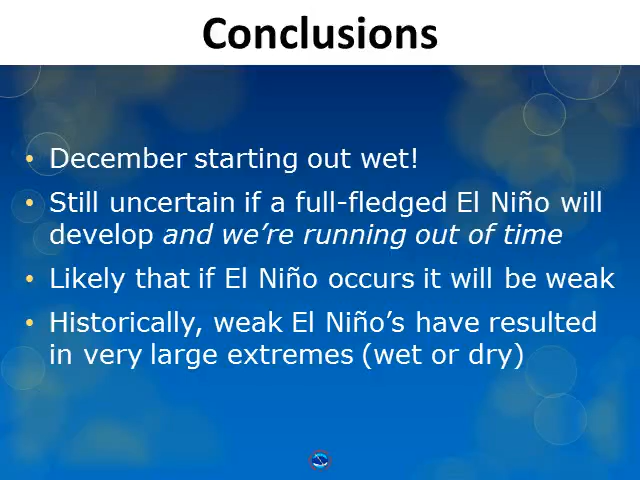 Conclusions
• December starting out wet!
• Still uncertain if a full-fledged El Niño will
develop and we're running out of time
• Likely that if El Niño occurs it will be weak
• Historically, weak El Niño's have resulted
in very large extremes (wet or dry)